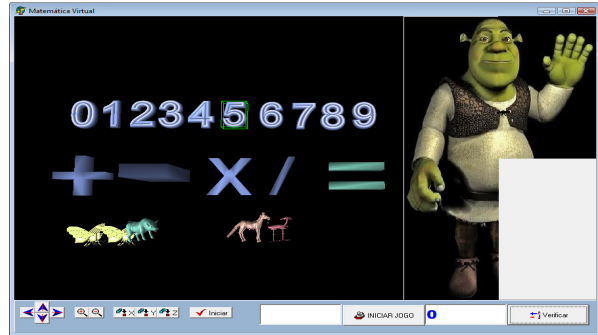 Matemática Virtual
0123456789
+ - X / =
X Y Z Iniciar INICIAR JOGO 0 Verificar